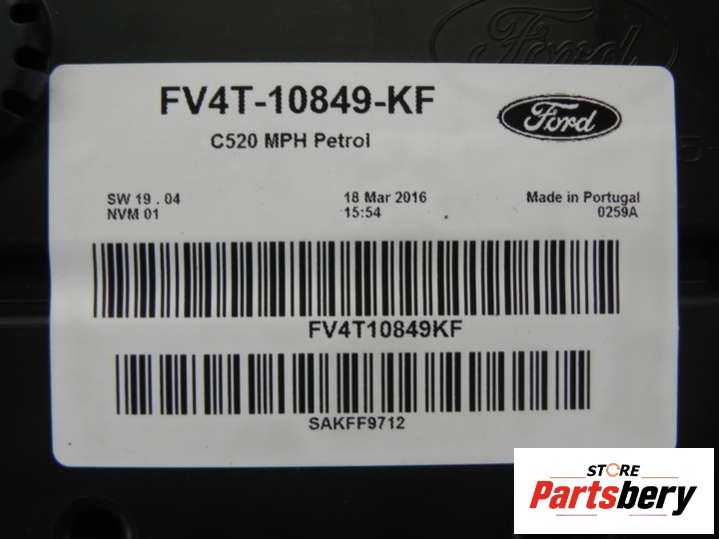 Ford
FV4T-10849-KF
Ford
C520 MPH Petrol
SW 19 . 04
18 Mar 2016
Made in Portugal
NVM 01
15:54
0259A
FV4T10849KF
SAKFF9712
STORE
Partsbery